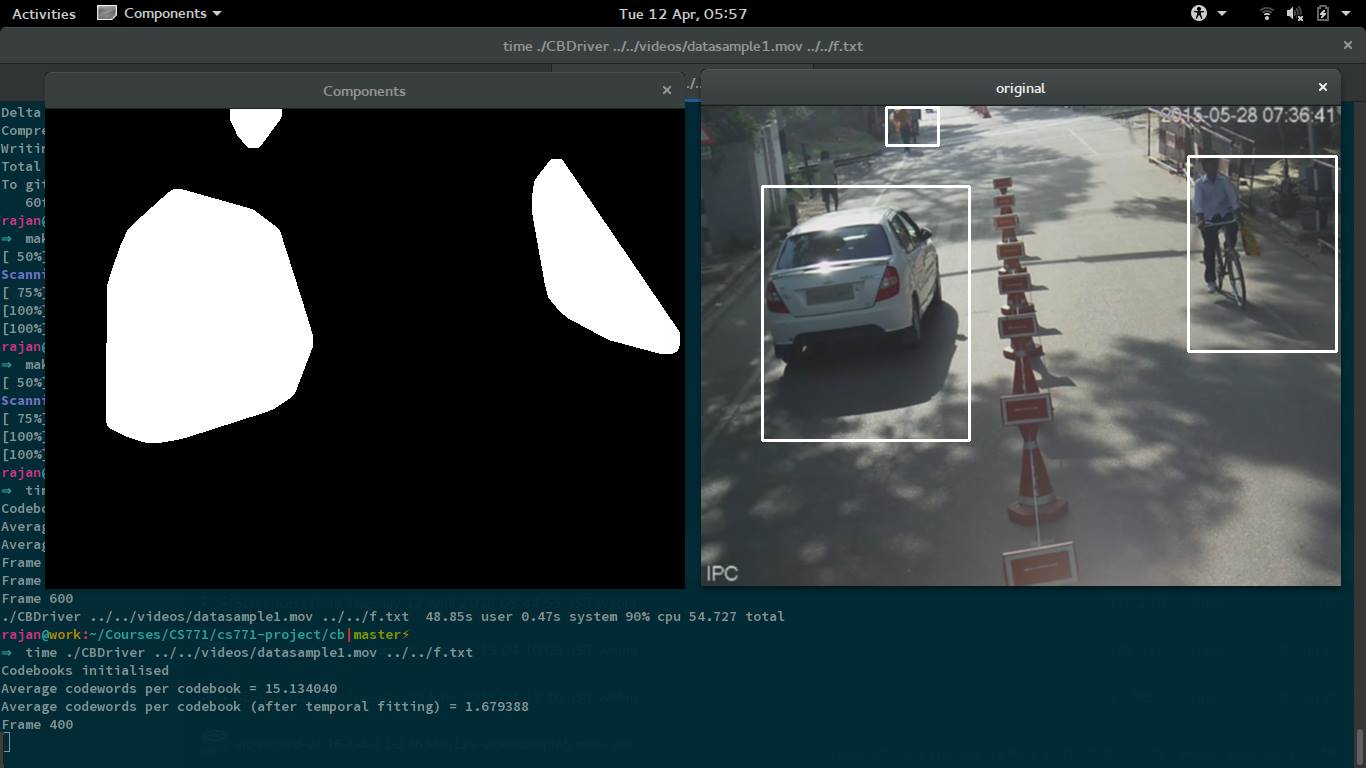 Activities Components Tue 12 Apr, 05:57
time ./CBDriver ../../videos/datasample1.mov ../../f.txt
Components
original
2015-05-28 07:36:41
IPC
Delta
Compre
Writin
Total
To git
60f
rajan@
⇒ mak
[ 50%]
Scanni
[ 75%]
[100%]
[100%]
rajan@
⇒ mak
[ 50%]
Scanni
[ 75%]
[100%]
[100%]
rajan@
⇒ tim
Codebo
Averag
Averag
Frame
Frame
Frame 600
./CBDriver ../../videos/datasample1.mov ../../f.txt 48.85s user 0.47s system 90% cpu 54.727 total
rajan@work:~/Courses/CS771/cs771-project/cb|master⚡
⇒ time ./CBDriver ../../videos/datasample1.mov ../../f.txt
Codebooks initialised
Average codewords per codebook = 15.134040
Average codewords per codebook (after temporal fitting) = 1.679388
Frame 400